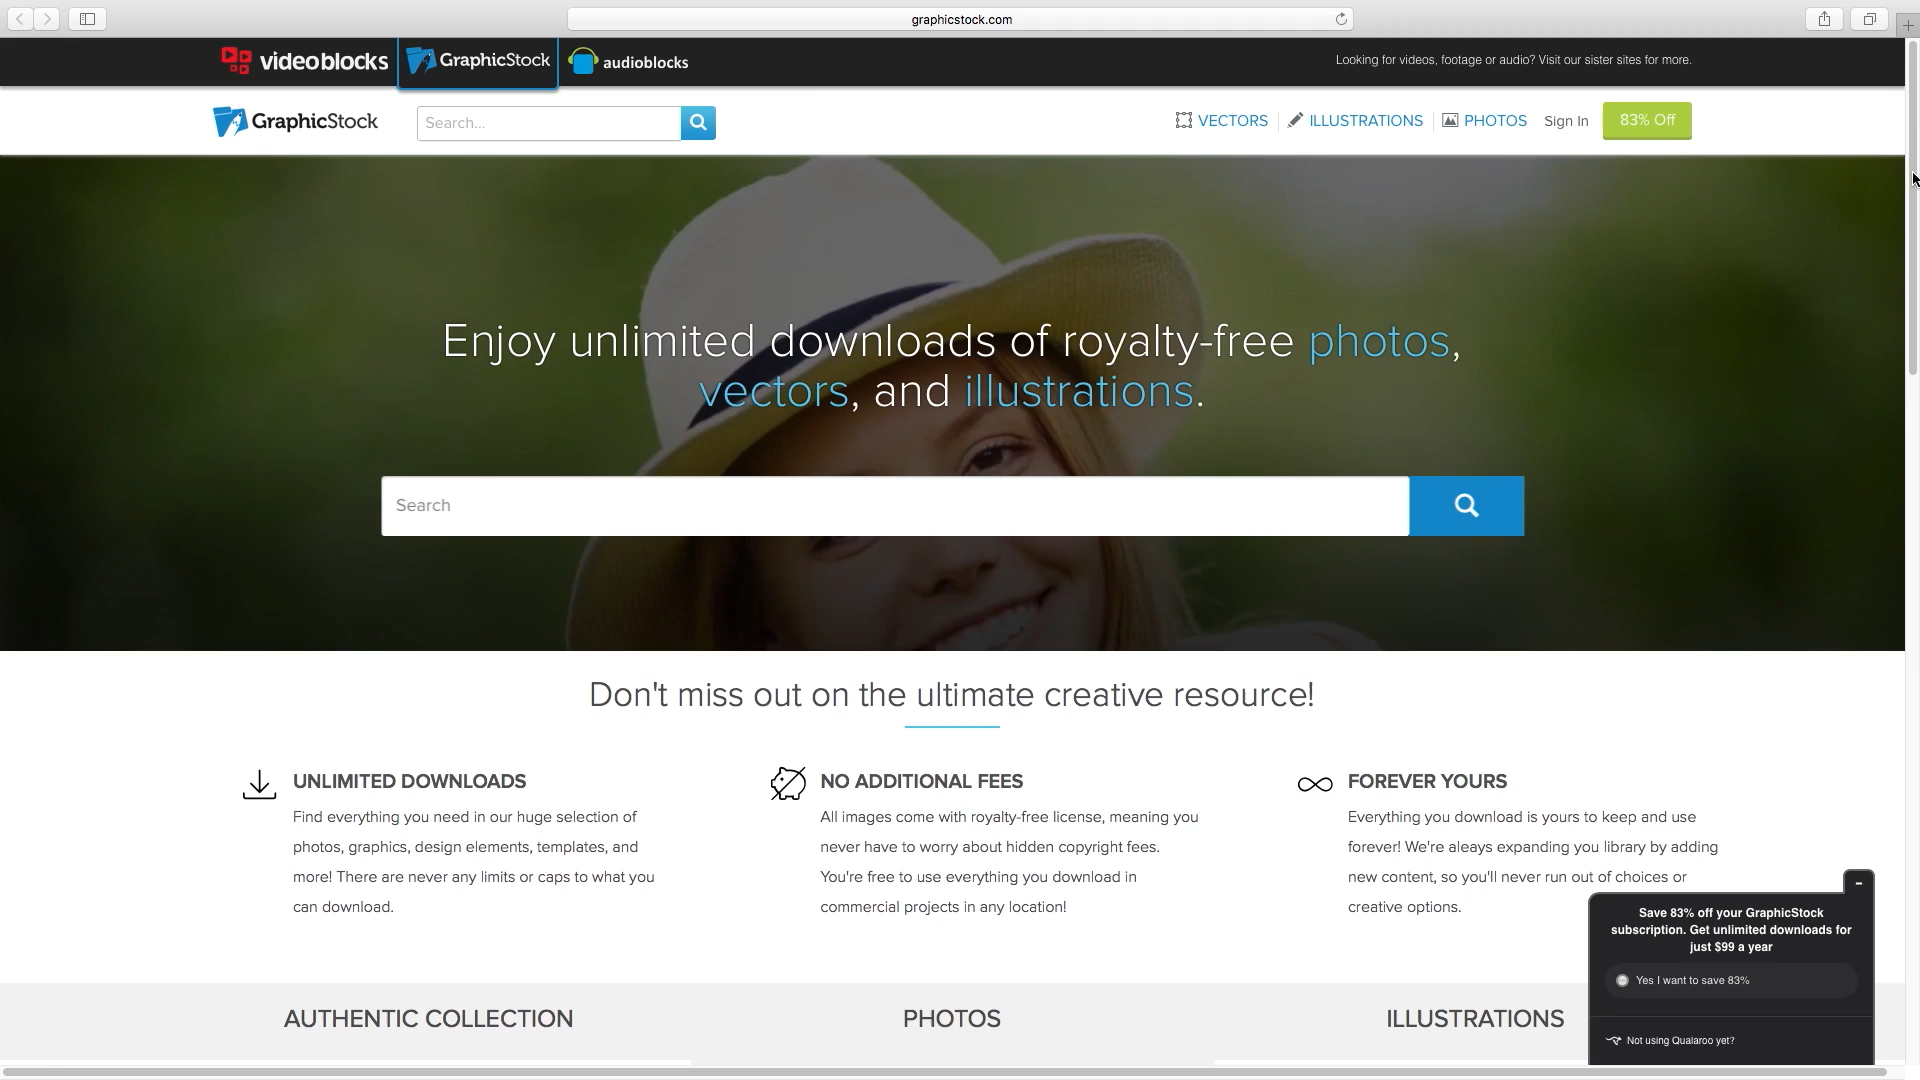 graphicstock.com
videoblocks GraphicStock audioblocks
Looking for videos, footage or audio? Visit our sister sites for more.
GraphicStock
Search...
VECTORS ILLUSTRATIONS PHOTOS Sign In 83% Off
Enjoy unlimited downloads of royalty-free photos,
vectors, and illustrations.
Search
Don't miss out on the ultimate creative resource!
UNLIMITED DOWNLOADS
Find everything you need in our huge selection of
photos, graphics, design elements, templates, and
more! There are never any limits or caps to what you
can download.
NO ADDITIONAL FEES
All images come with royalty-free license, meaning you
never have to worry about hidden copyright fees.
You're free to use everything you download in
commercial projects in any location!
FOREVER YOURS
Everything you download is yours to keep and use
forever! We're aleays expanding you library by adding
new content, so you'll never run out of choices or
creative options.
Save 83% off your GraphicStock
subscription. Get unlimited downloads for
just $99 a year
Yes I want to save 83%
Not using Qualaroo yet?
AUTHENTIC COLLECTION
PHOTOS
ILLUSTRATIONS